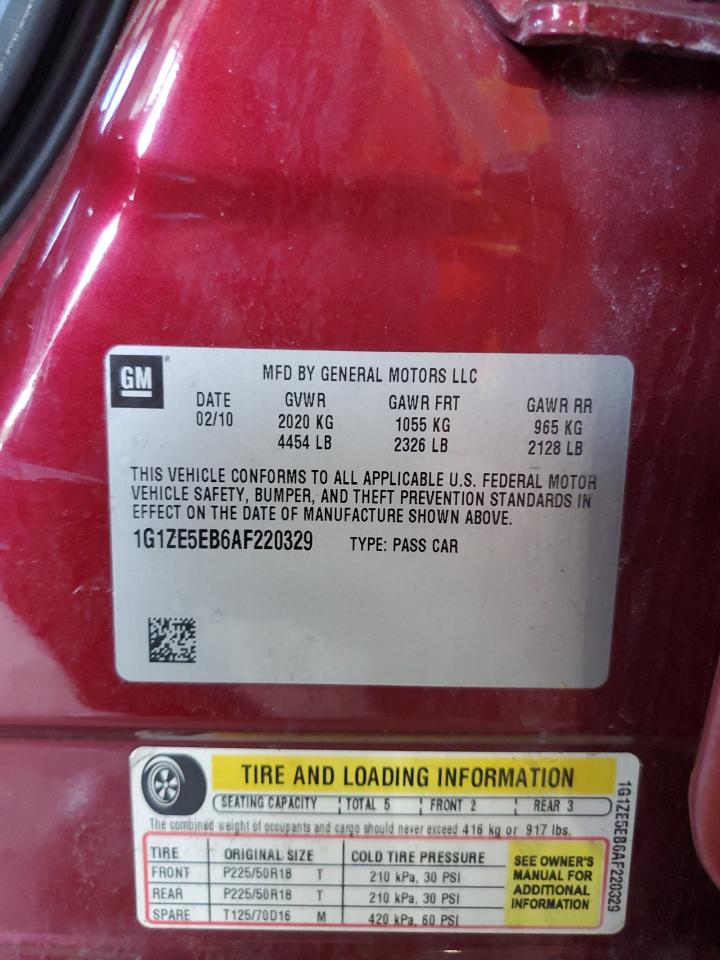 GM® MFD BY GENERAL MOTORS LLC
DATE GVWR GAWR FRT GAWR RR
02/10 2020 KG 1055 KG 965 KG
4454 LB 2326 LB 2128 LB
THIS VEHICLE CONFORMS TO ALL APPLICABLE U.S. FEDERAL MOTOR
VEHICLE SAFETY, BUMPER, AND THEFT PREVENTION STANDARDS IN
EFFECT ON THE DATE OF MANUFACTURE SHOWN ABOVE.
1G1ZE5EB6AF220329 TYPE: PASS CAR
TIRE AND LOADING INFORMATION
SEATING CAPACITY TOTAL 5 FRONT 2 REAR 3
The combined weight of occupants and cargo should never exceed 416 kg or 917 lbs.
TIRE ORIGINAL SIZE COLD TIRE PRESSURE
FRONT P225/50R18 T 210 kPa, 30 PSI
REAR P225/50R18 T 210 kPa, 30 PSI
SPARE T125/70D16 M 420 kPa, 60 PSI
SEE OWNER'S
MANUAL FOR
ADDITIONAL
INFORMATION
1G1ZE5EB6AF220329